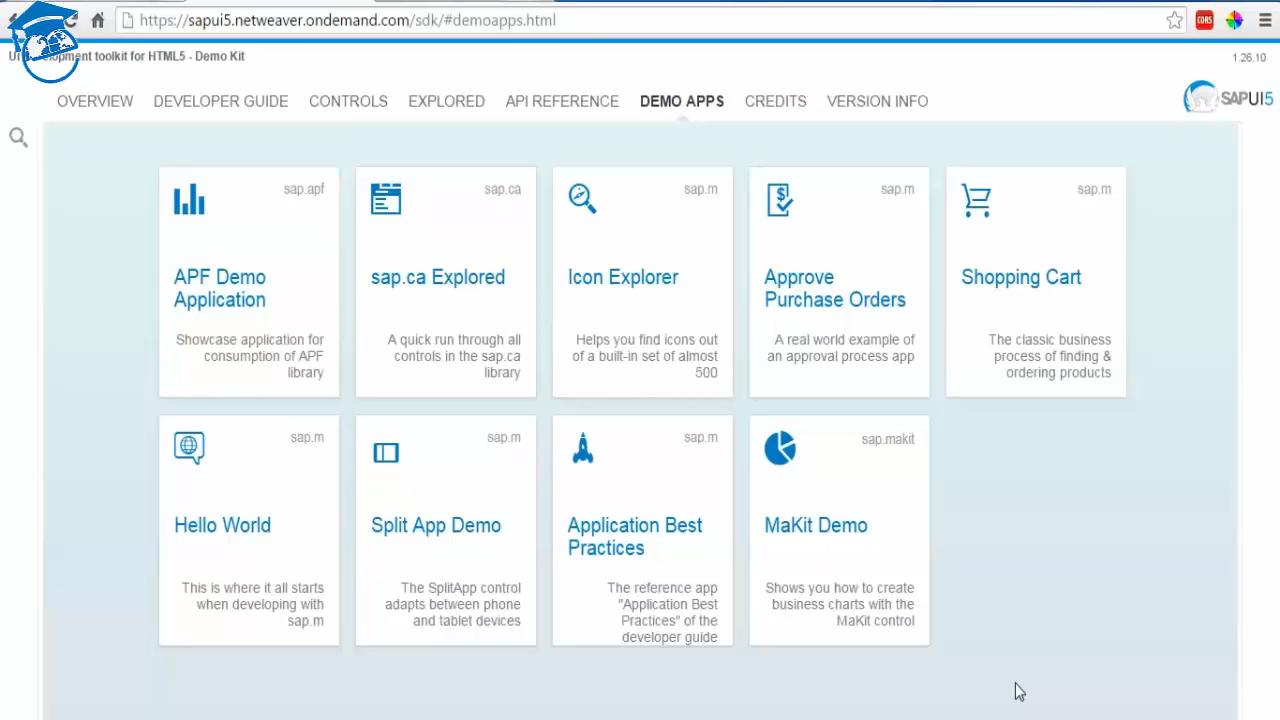 https://sapui5.netweaver.ondemand.com/sdk/#demoapps.html
CORS
opment toolkit for HTML5 - Demo Kit
1.26.10
OVERVIEW DEVELOPER GUIDE CONTROLS EXPLORED API REFERENCE DEMO APPS CREDITS VERSION INFO
SAPUI5
sap.apf
APF Demo
Application
Showcase application for
consumption of APF
library
sap.ca
sap.ca Explored
A quick run through all
controls in the sap.ca
library
sap.m
Icon Explorer
Helps you find icons out
of a built-in set of almost
500
sap.m
Approve
Purchase Orders
A real world example of
an approval process app
sap.m
Shopping Cart
The classic business
process of finding &
ordering products
sap.m
Hello World
This is where it all starts
when developing with
sap.m
sap.m
Split App Demo
The SplitApp control
adapts between phone
and tablet devices
sap.m
Application Best
Practices
The reference app
"Application Best
Practices" of the
developer guide
sap.makit
MaKit Demo
Shows you how to create
business charts with the
MaKit control